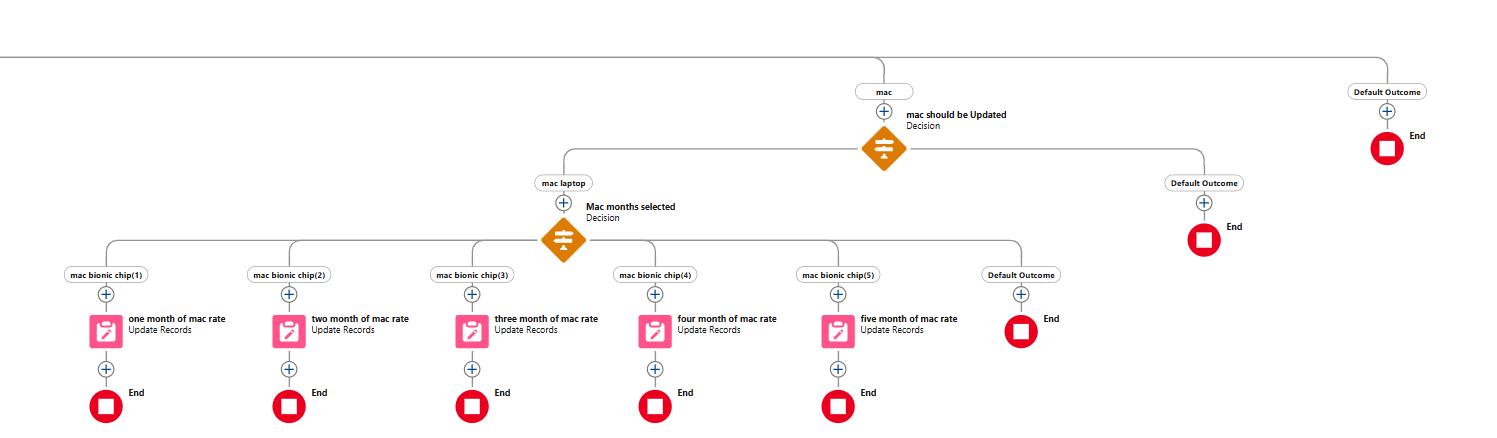 mac
Default Outcome
mac should be Updated
Decision
End
mac laptop
Default Outcome
Mac months selected
Decision
End
mac bionic chip(1)
mac bionic chip(2)
mac bionic chip(3)
mac bionic chip(4)
mac bionic chip(5)
Default Outcome
one month of mac rate
Update Records
two month of mac rate
Update Records
three month of mac rate
Update Records
four month of mac rate
Update Records
five month of mac rate
Update Records
End
End
End
End
End
End